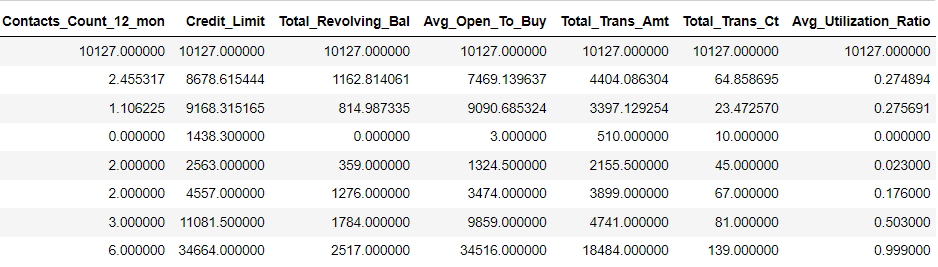 Contacts_Count_12_mon Credit_Limit Total_Revolving_Bal Avg_Open_To_Buy Total_Trans_Amt Total_Trans_Ct Avg_Utilization_Ratio
10127.000000 10127.000000 10127.000000 10127.000000 10127.000000 10127.000000 10127.000000
2.455317 8678.615444 1162.814061 7469.139637 4404.086304 64.858695 0.274894
1.106225 9168.315165 814.987335 9090.685324 3397.129254 23.472570 0.275691
0.000000 1438.300000 0.000000 3.000000 510.000000 10.000000 0.000000
2.000000 2563.000000 359.000000 1324.500000 2155.500000 45.000000 0.023000
2.000000 4557.000000 1276.000000 3474.000000 3899.000000 67.000000 0.176000
3.000000 11081.500000 1784.000000 9859.000000 4741.000000 81.000000 0.503000
6.000000 34664.000000 2517.000000 34516.000000 18484.000000 139.000000 0.999000